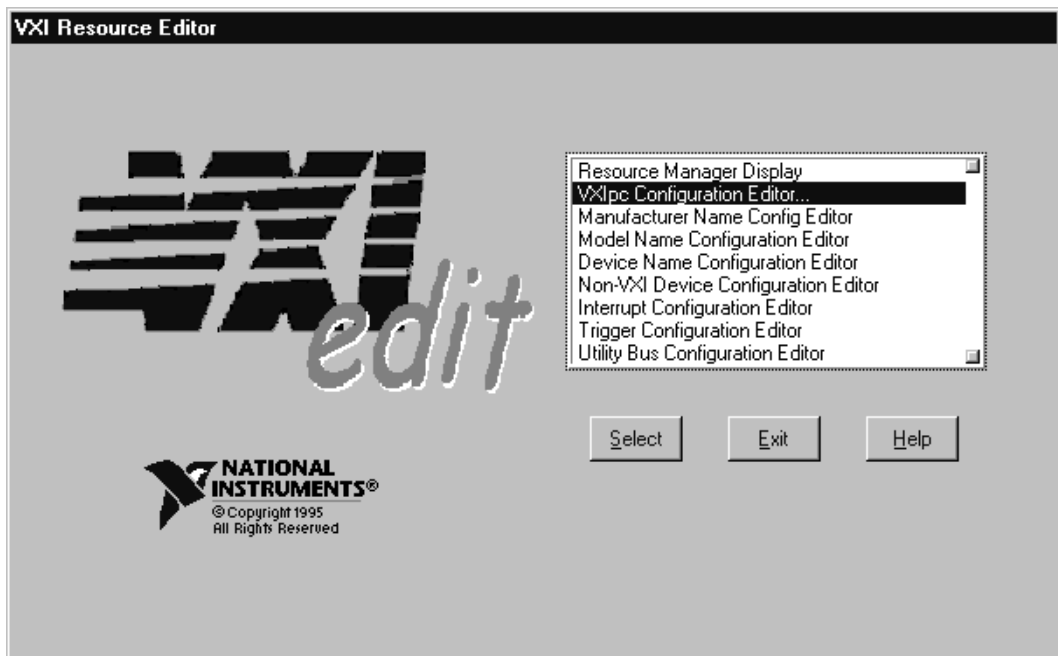 VXI Resource Editor
VXI
edit
NATIONAL
INSTRUMENTS®
© Copyright 1995
All Rights Reserved
Resource Manager Display
VXIpc Configuration Editor...
Manufacturer Name Config Editor
Model Name Configuration Editor
Device Name Configuration Editor
Non-VXI Device Configuration Editor
Interrupt Configuration Editor
Trigger Configuration Editor
Utility Bus Configuration Editor
Select
Exit
Help